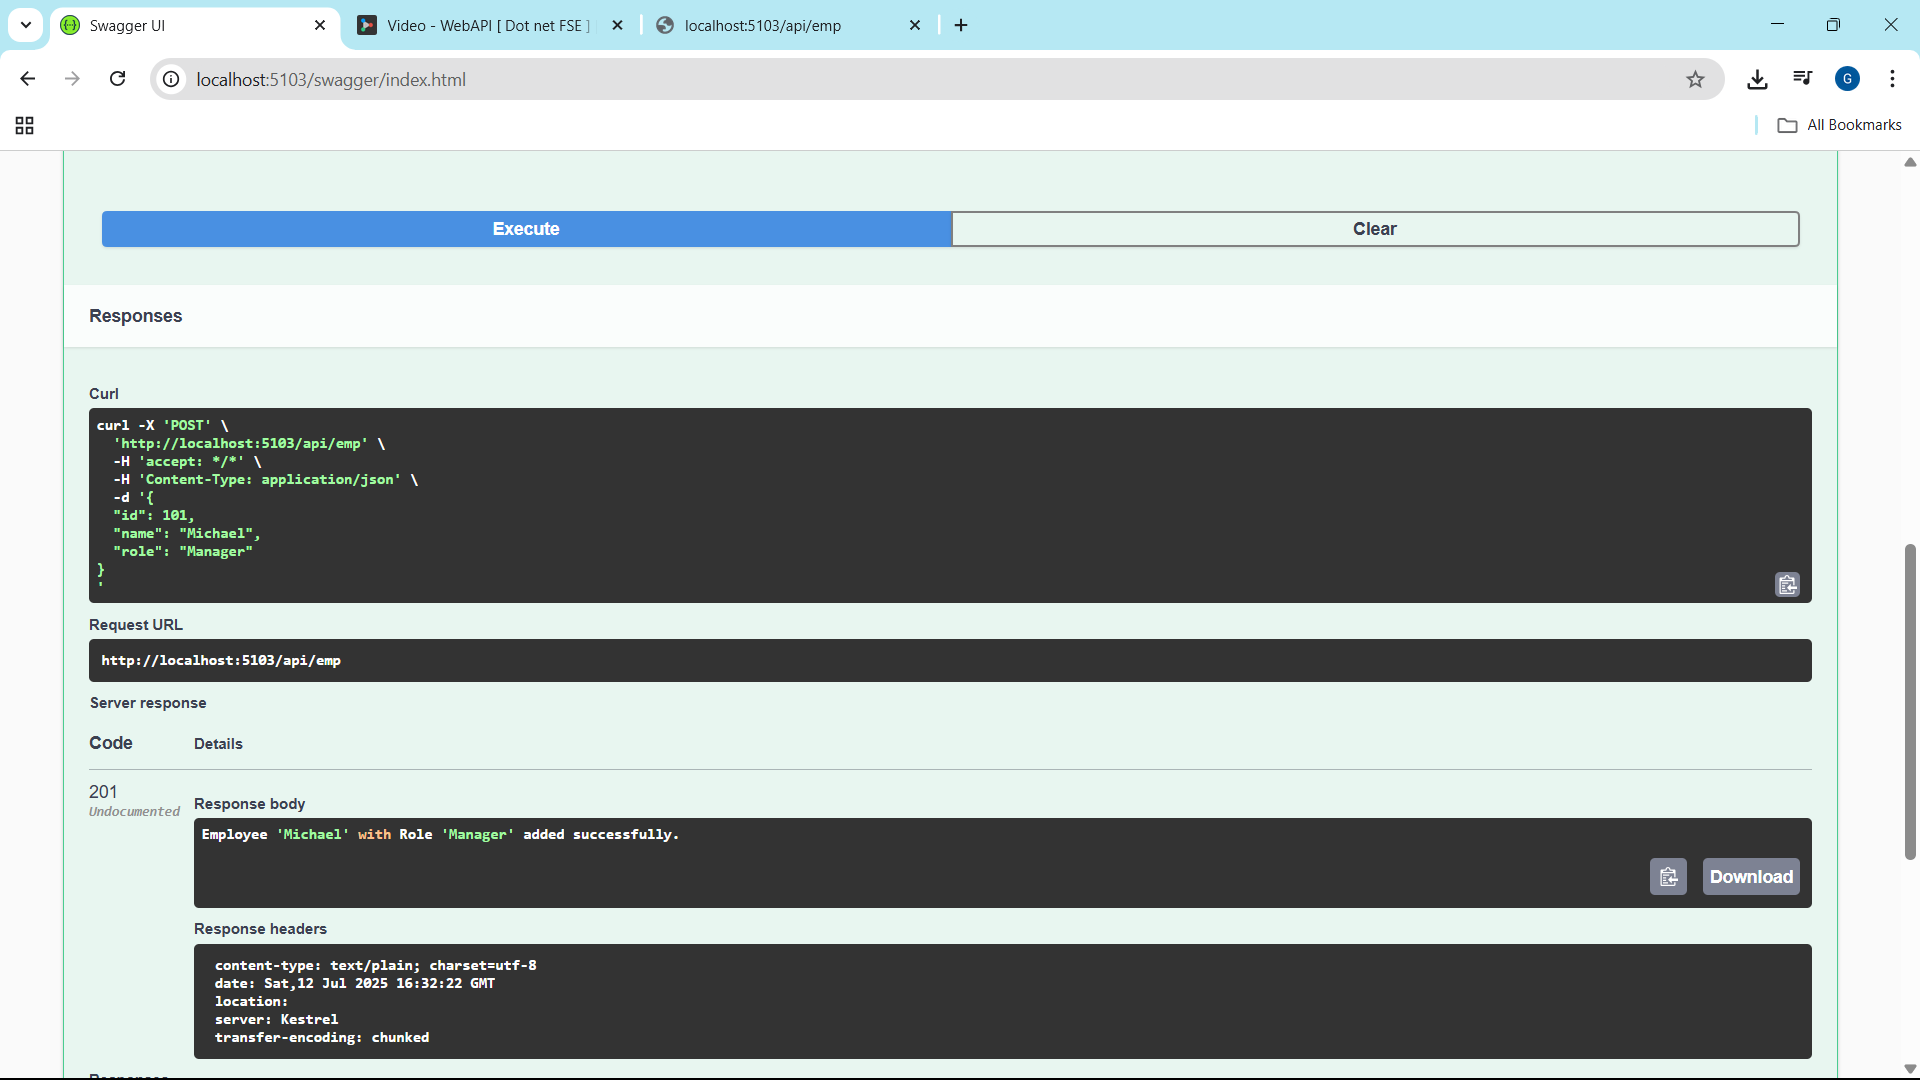 Swagger UI
Video - WebAPI [ Dot net FSE ]
localhost:5103/api/emp
localhost:5103/swagger/index.html
G
All Bookmarks
Execute
Clear
Responses
Curl
curl -X 'POST' \
'http://localhost:5103/api/emp' \
-H 'accept: */*' \
-H 'Content-Type: application/json' \
-d '{
"id": 101,
"name": "Michael",
"role": "Manager"
}
'
Request URL
http://localhost:5103/api/emp
Server response
Code
Details
201
Undocumented
Response body
Employee 'Michael' with Role 'Manager' added successfully.
Download
Response headers
content-type: text/plain; charset=utf-8
date: Sat,12 Jul 2025 16:32:22 GMT
location:
server: Kestrel
transfer-encoding: chunked
Responses